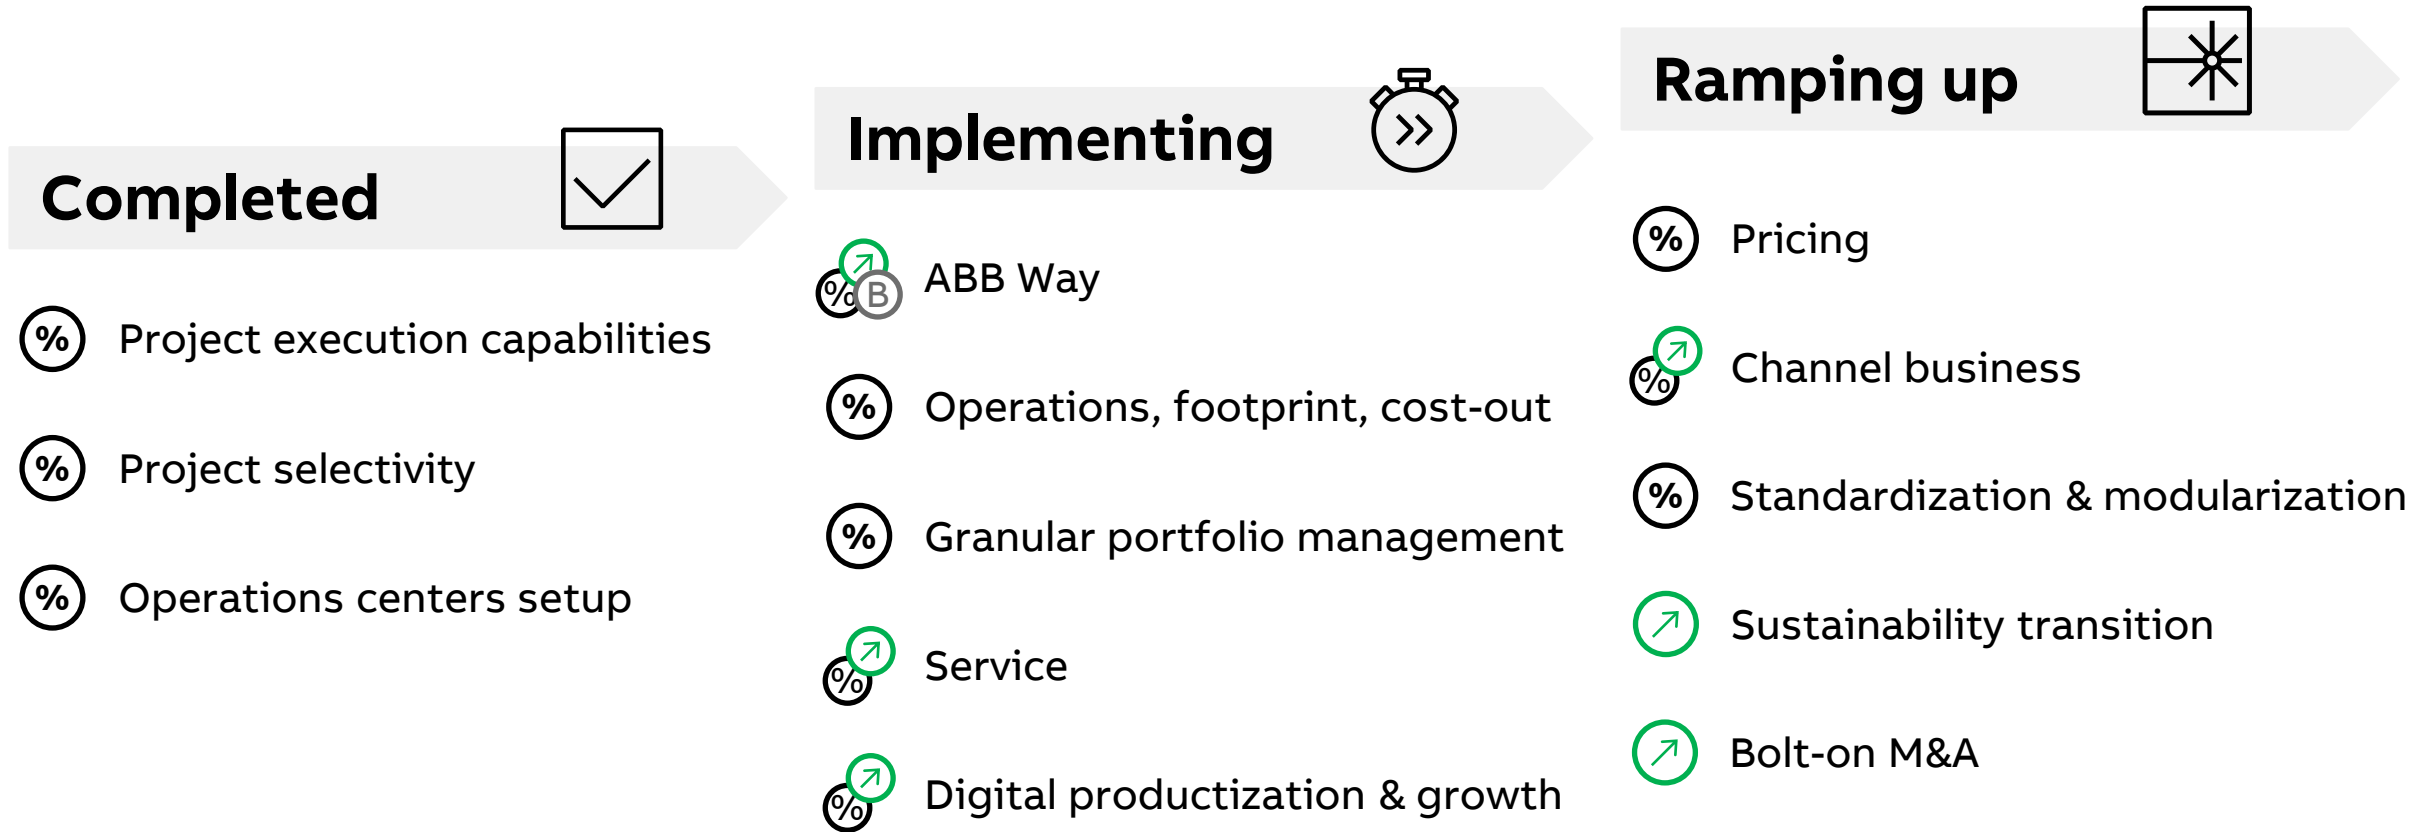 Completed
% Project execution capabilities
% Project selectivity
% Operations centers setup
Implementing
% B ABB Way
% Operations, footprint, cost-out
% Granular portfolio management
% Service
% Digital productization & growth
Ramping up
% Pricing
% Channel business
% Standardization & modularization
Sustainability transition
Bolt-on M&A